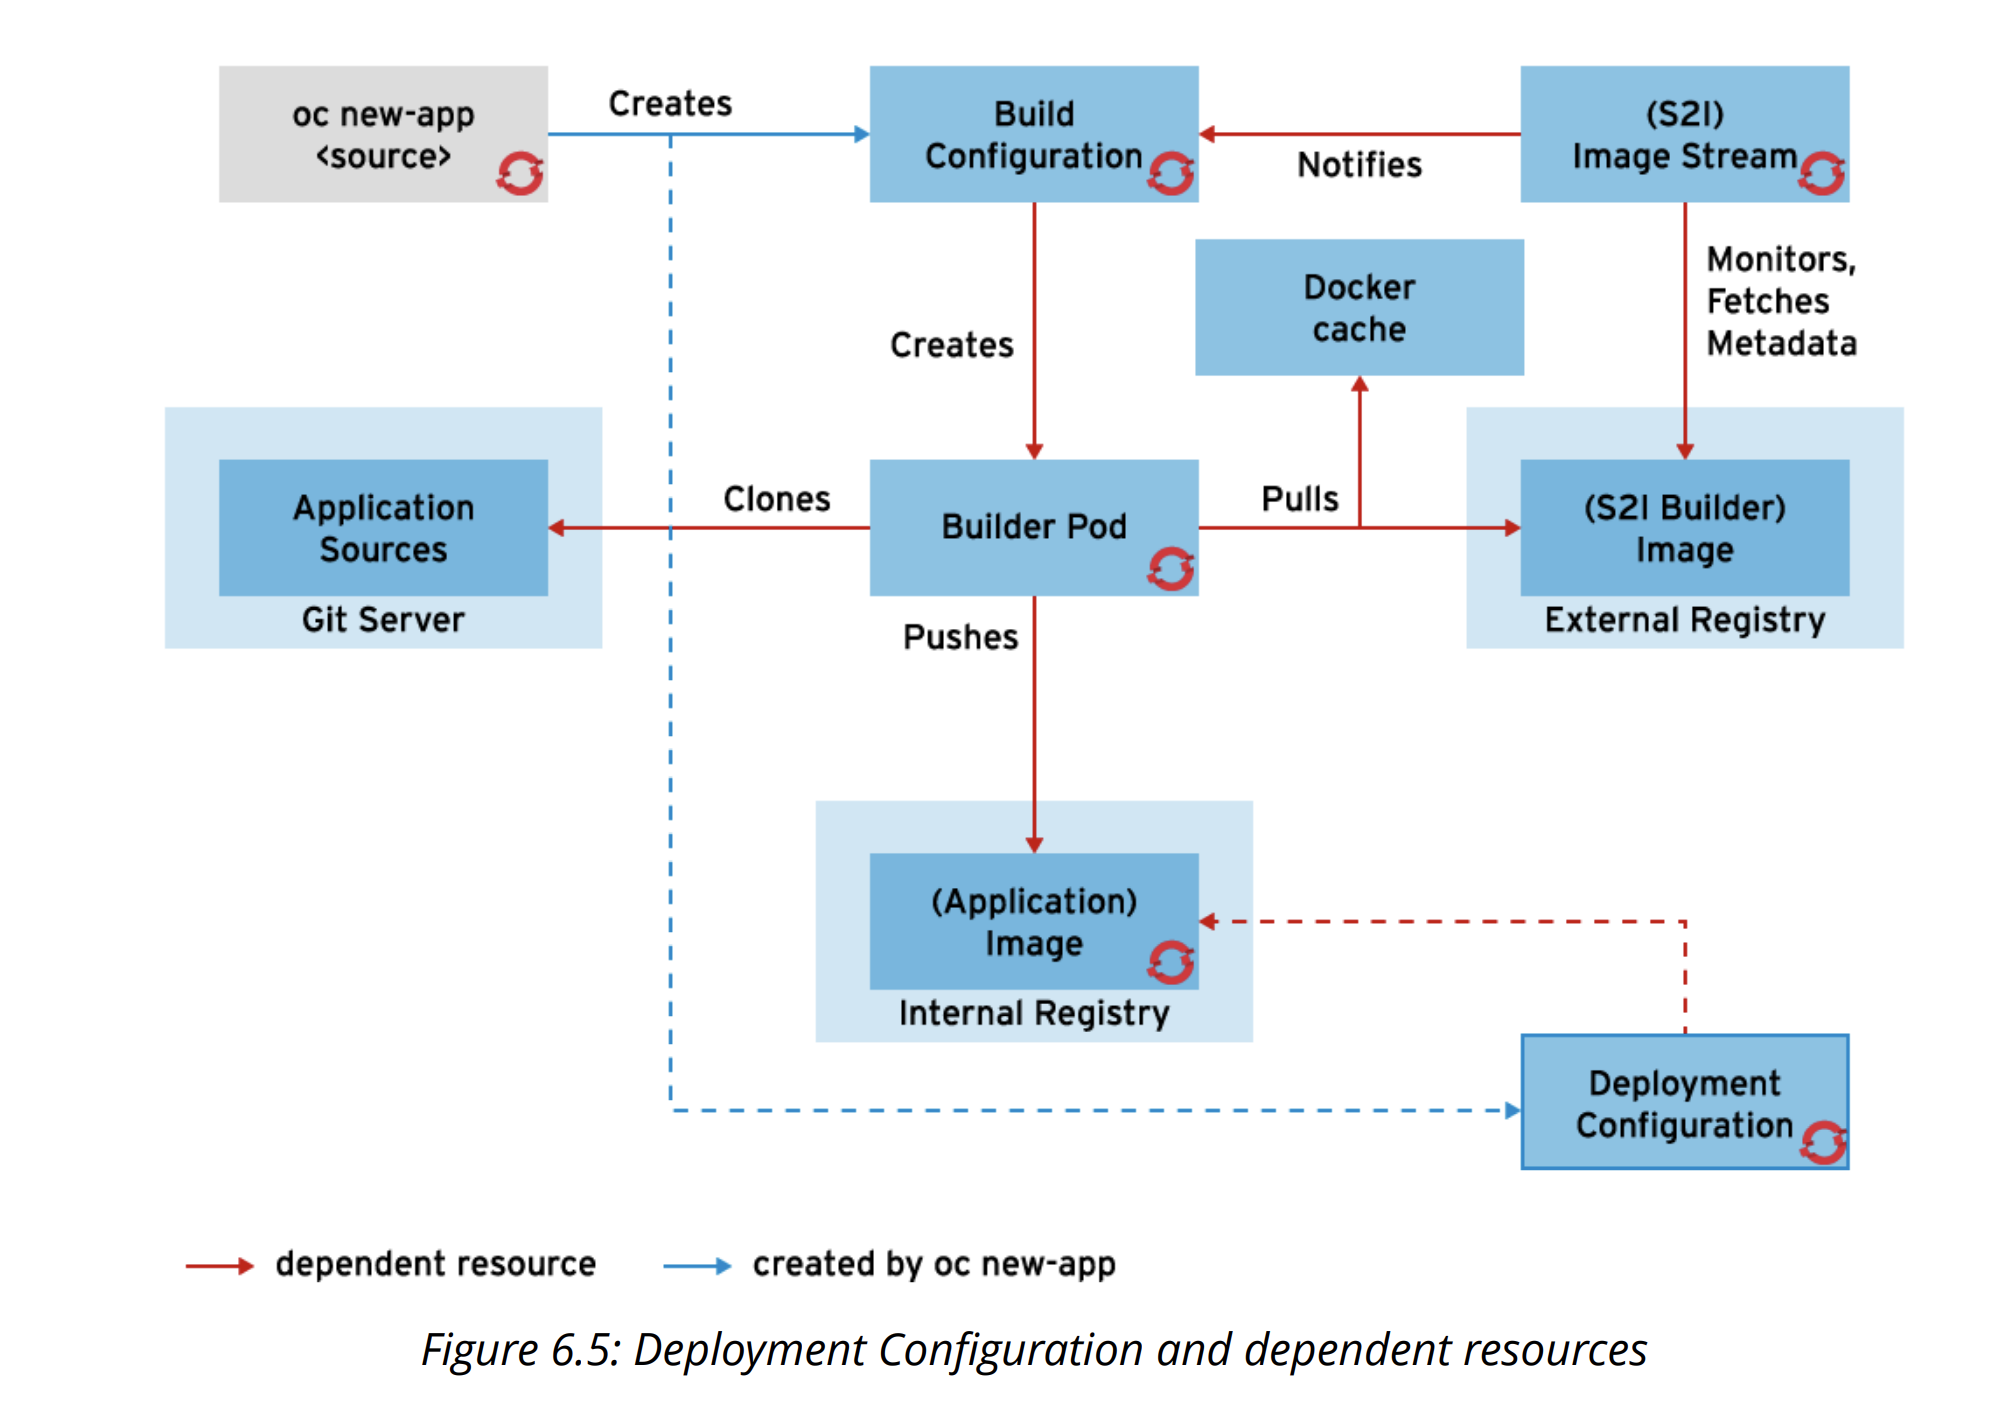 oc new-app
<source>
Creates
Build
Configuration
Notifies
(S2I)
Image Stream
Docker
cache
Monitors,
Fetches
Metadata
Creates
Application
Sources
Git Server
Clones
Builder Pod
Pulls
(S2I Builder)
Image
External Registry
Pushes
(Application)
Image
Internal Registry
Deployment
Configuration
dependent resource
created by oc new-app
Figure 6.5: Deployment Configuration and dependent resources